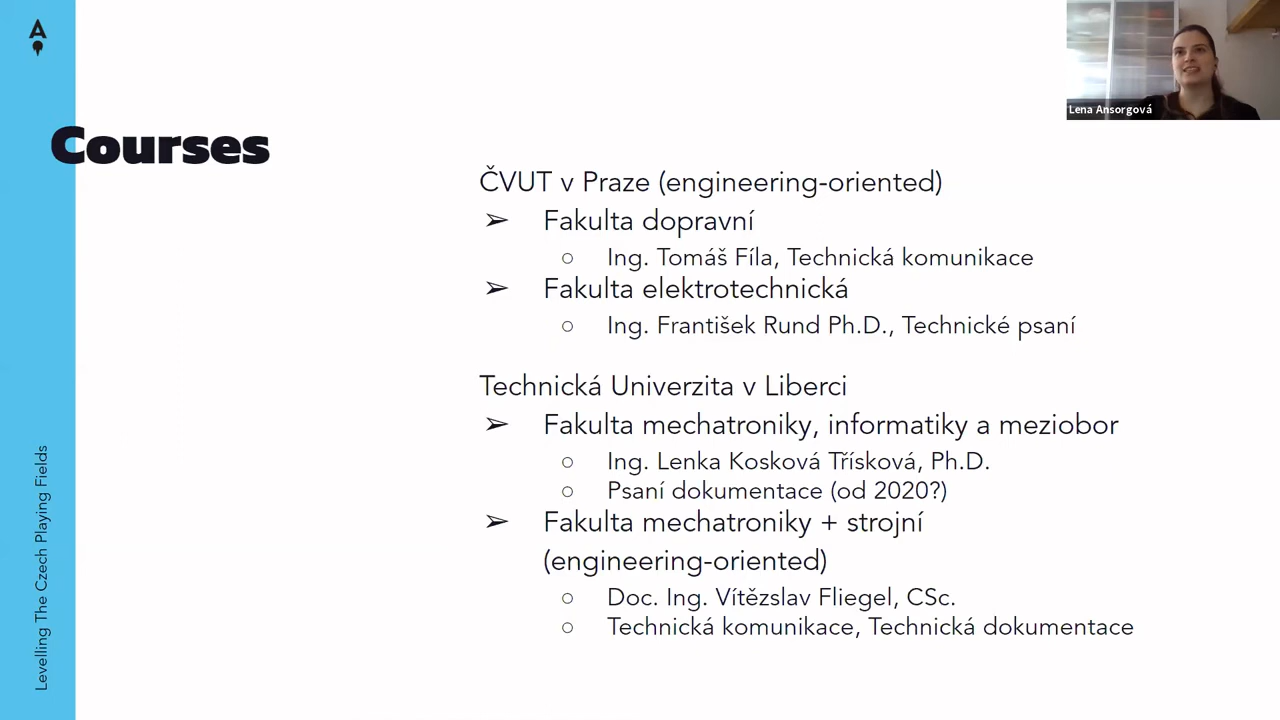 Lena Ansorgová
Courses
ČVUT v Praze (engineering-oriented)
➢ Fakulta dopravní
○ Ing. Tomáš Fíla, Technická komunikace
➢ Fakulta elektrotechnická
○ Ing. František Rund Ph.D., Technické psaní
Technická Univerzita v Liberci
➢ Fakulta mechatroniky, informatiky a meziobor
○ Ing. Lenka Kosková Třísková, Ph.D.
○ Psaní dokumentace (od 2020?)
➢ Fakulta mechatroniky + strojní
(engineering-oriented)
○ Doc. Ing. Vítězslav Fliegel, CSc.
○ Technická komunikace, Technická dokumentace
Levelling The Czech Playing Fields